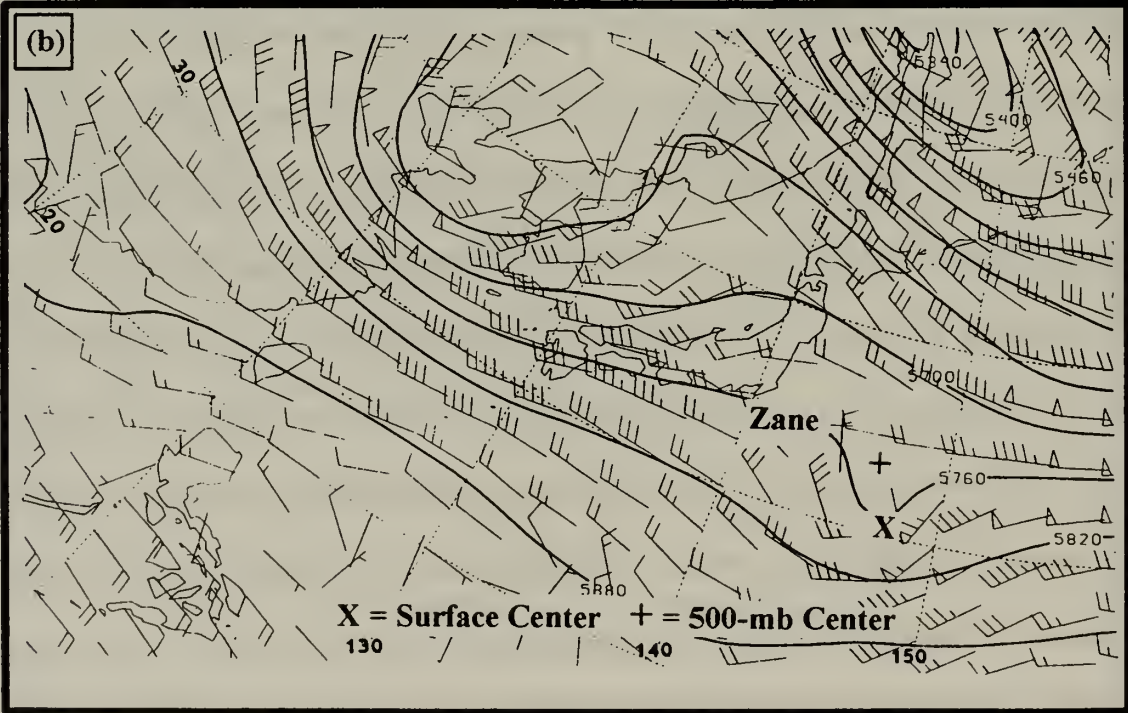 (b)
30
5340
5400
5460
20
5700
Zane
+
5760
X
5820
5880
X = Surface Center + = 500-mb Center
130 140 150